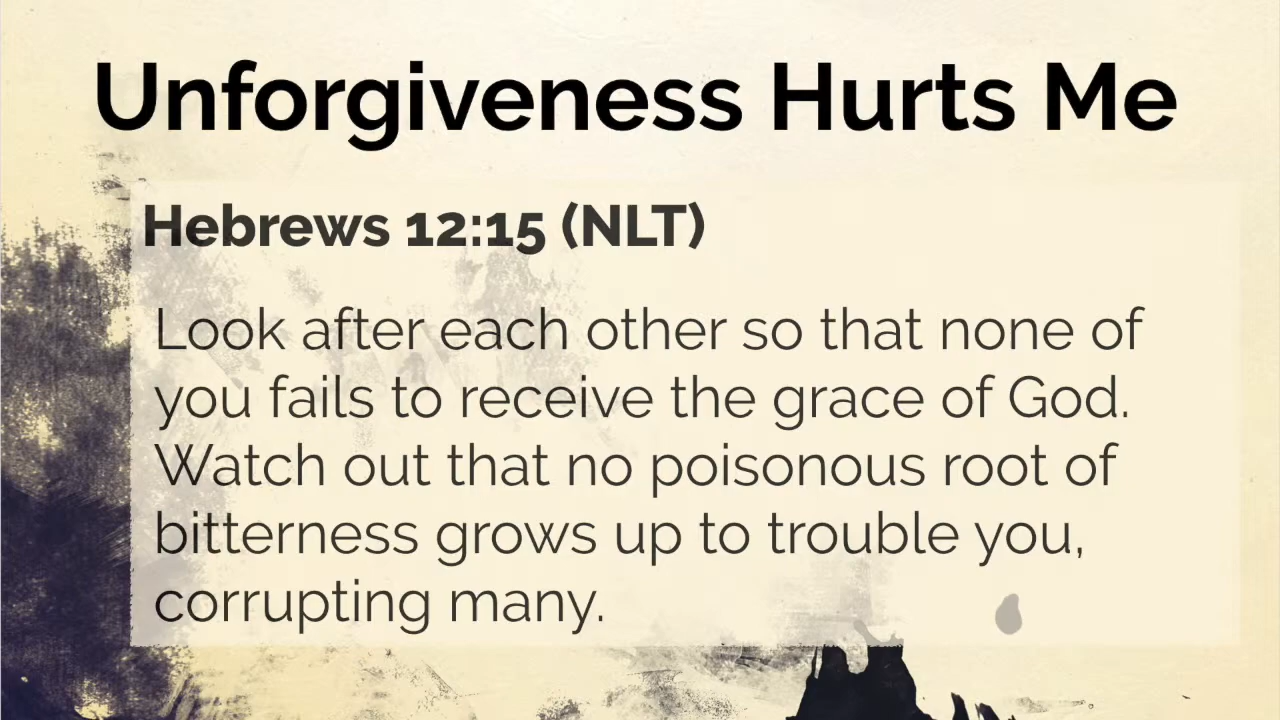 Unforgiveness Hurts Me
Hebrews 12:15 (NLT)
Look after each other so that none of
you fails to receive the grace of God.
Watch out that no poisonous root of
bitterness grows up to trouble you,
corrupting many.